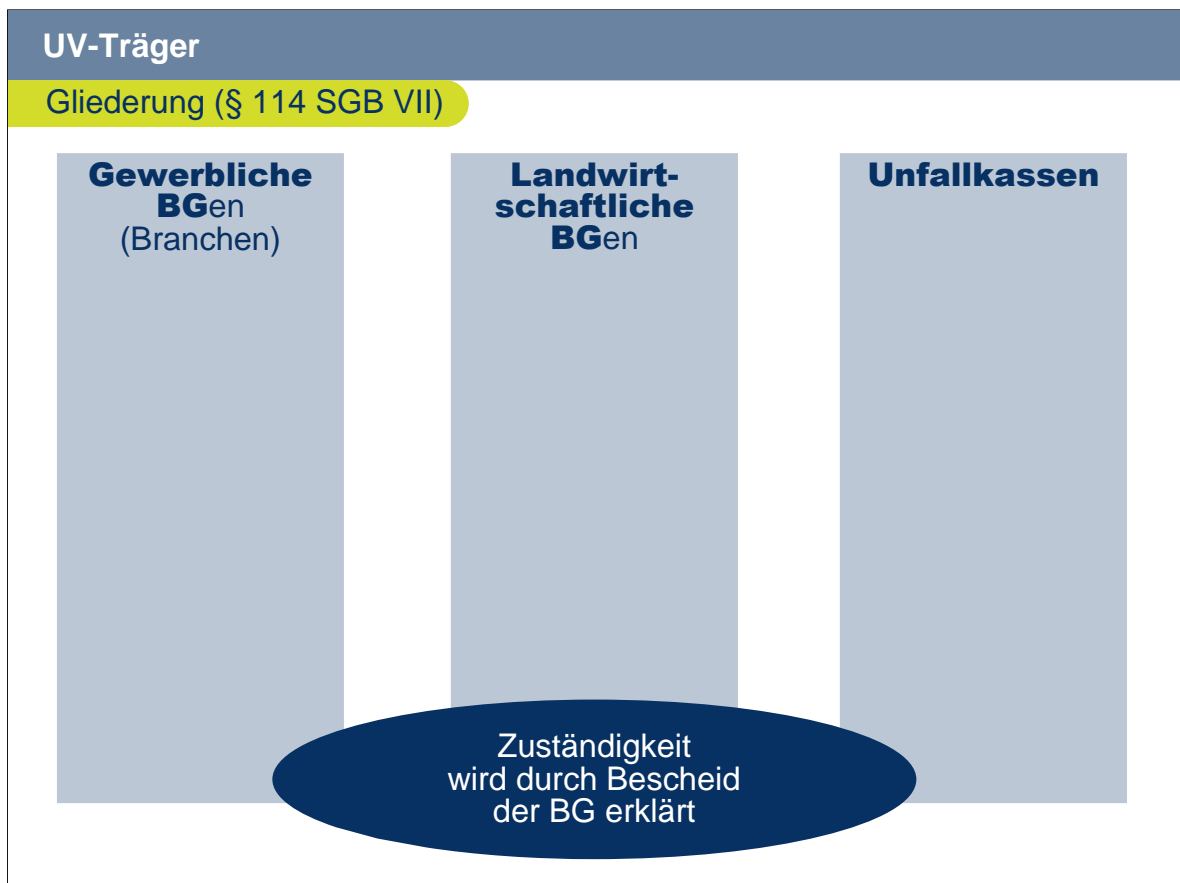 UV-Träger
Gliederung (§ 114 SGB VII)
Gewerbliche
BGen
(Branchen)
Landwirt-
schaftliche
BGen
Unfallkassen
Zuständigkeit
wird durch Bescheid
der BG erklärt